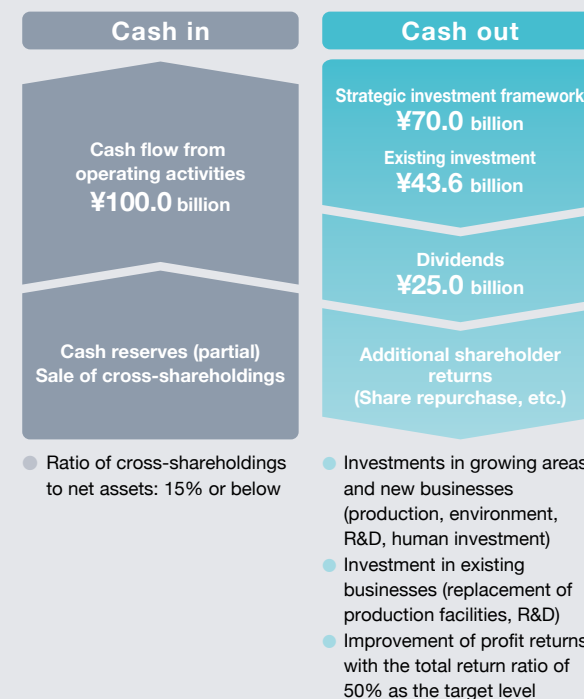 Cash in
Cash flow from
operating activities
¥100.0 billion
Cash reserves (partial)
Sale of cross-shareholdings
● Ratio of cross-shareholdings
to net assets: 15% or below
Cash out
Strategic investment framework
¥70.0 billion
Existing investment
¥43.6 billion
Dividends
¥25.0 billion
Additional shareholder
returns
(Share repurchase, etc.)
● Investments in growing areas
and new businesses
(production, environment,
R&D, human investment)
● Investment in existing
businesses (replacement of
production facilities, R&D)
● Improvement of profit returns
with the total return ratio of
50% as the target level